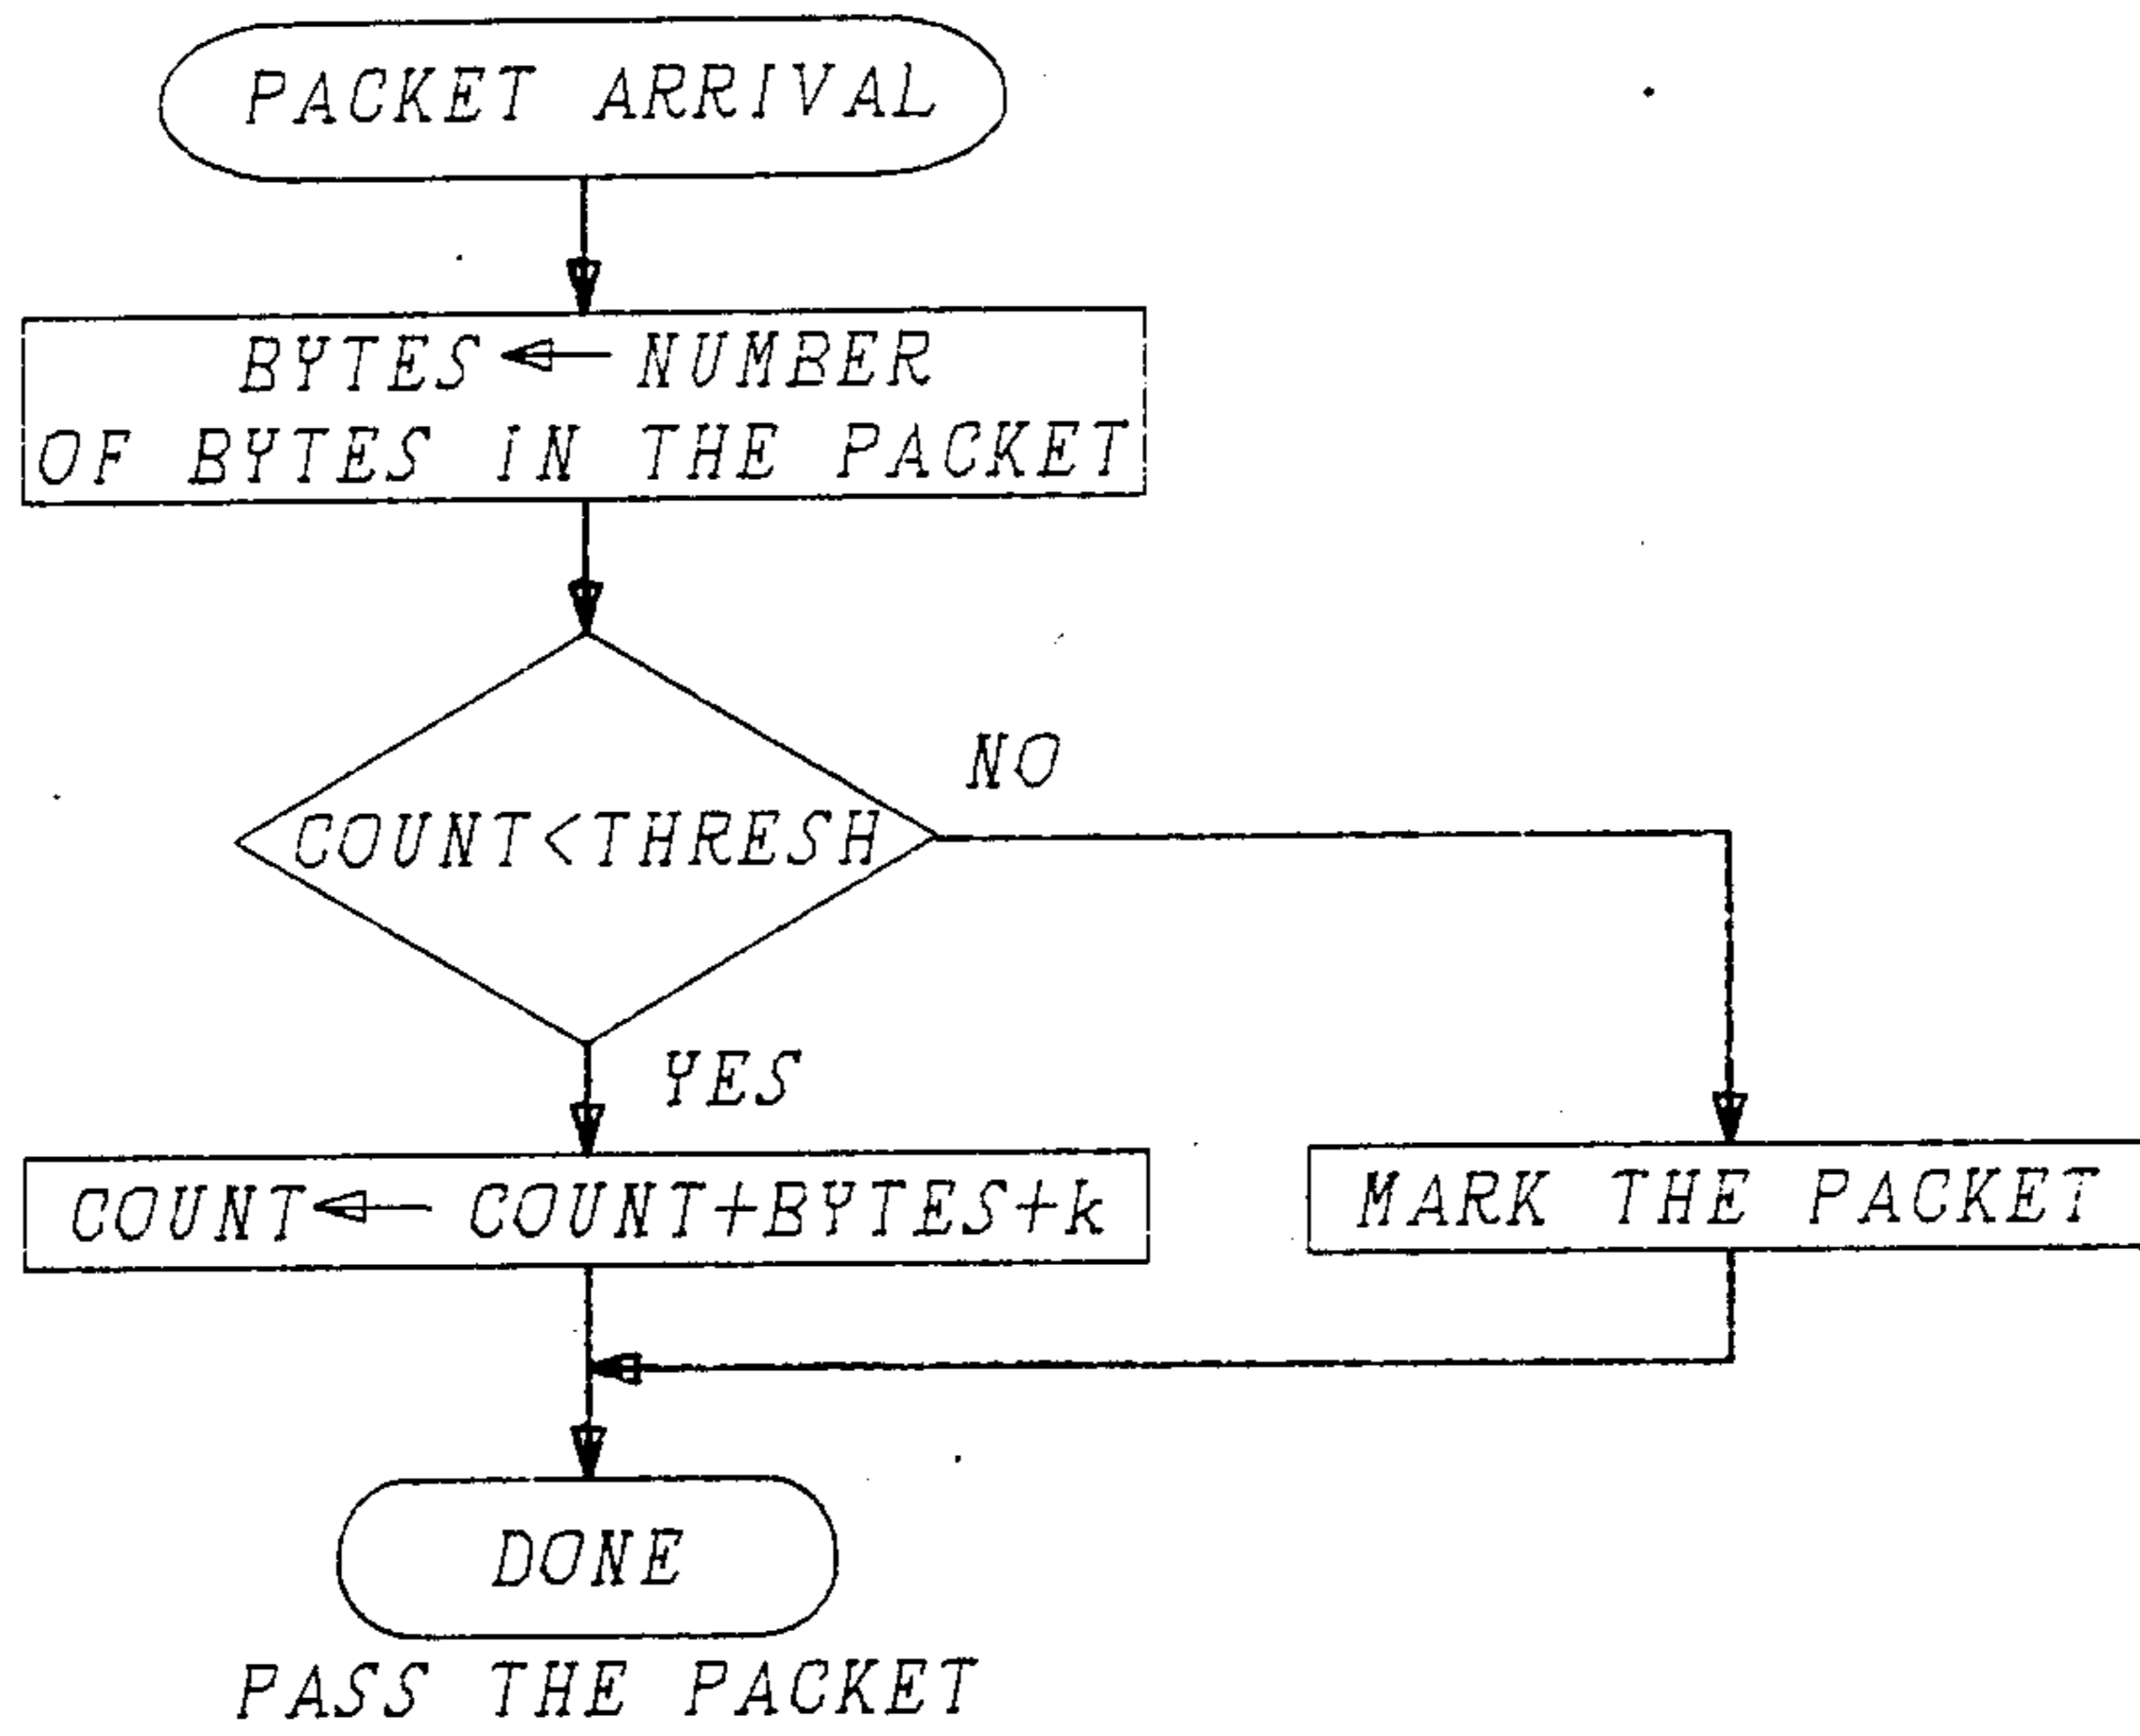 PACKET ARRIVAL
BYTES ← NUMBER
OF BYTES IN THE PACKET
COUNT<THRESH
NO
YES
COUNT ← COUNT+BYTES+k
MARK THE PACKET
DONE
PASS THE PACKET